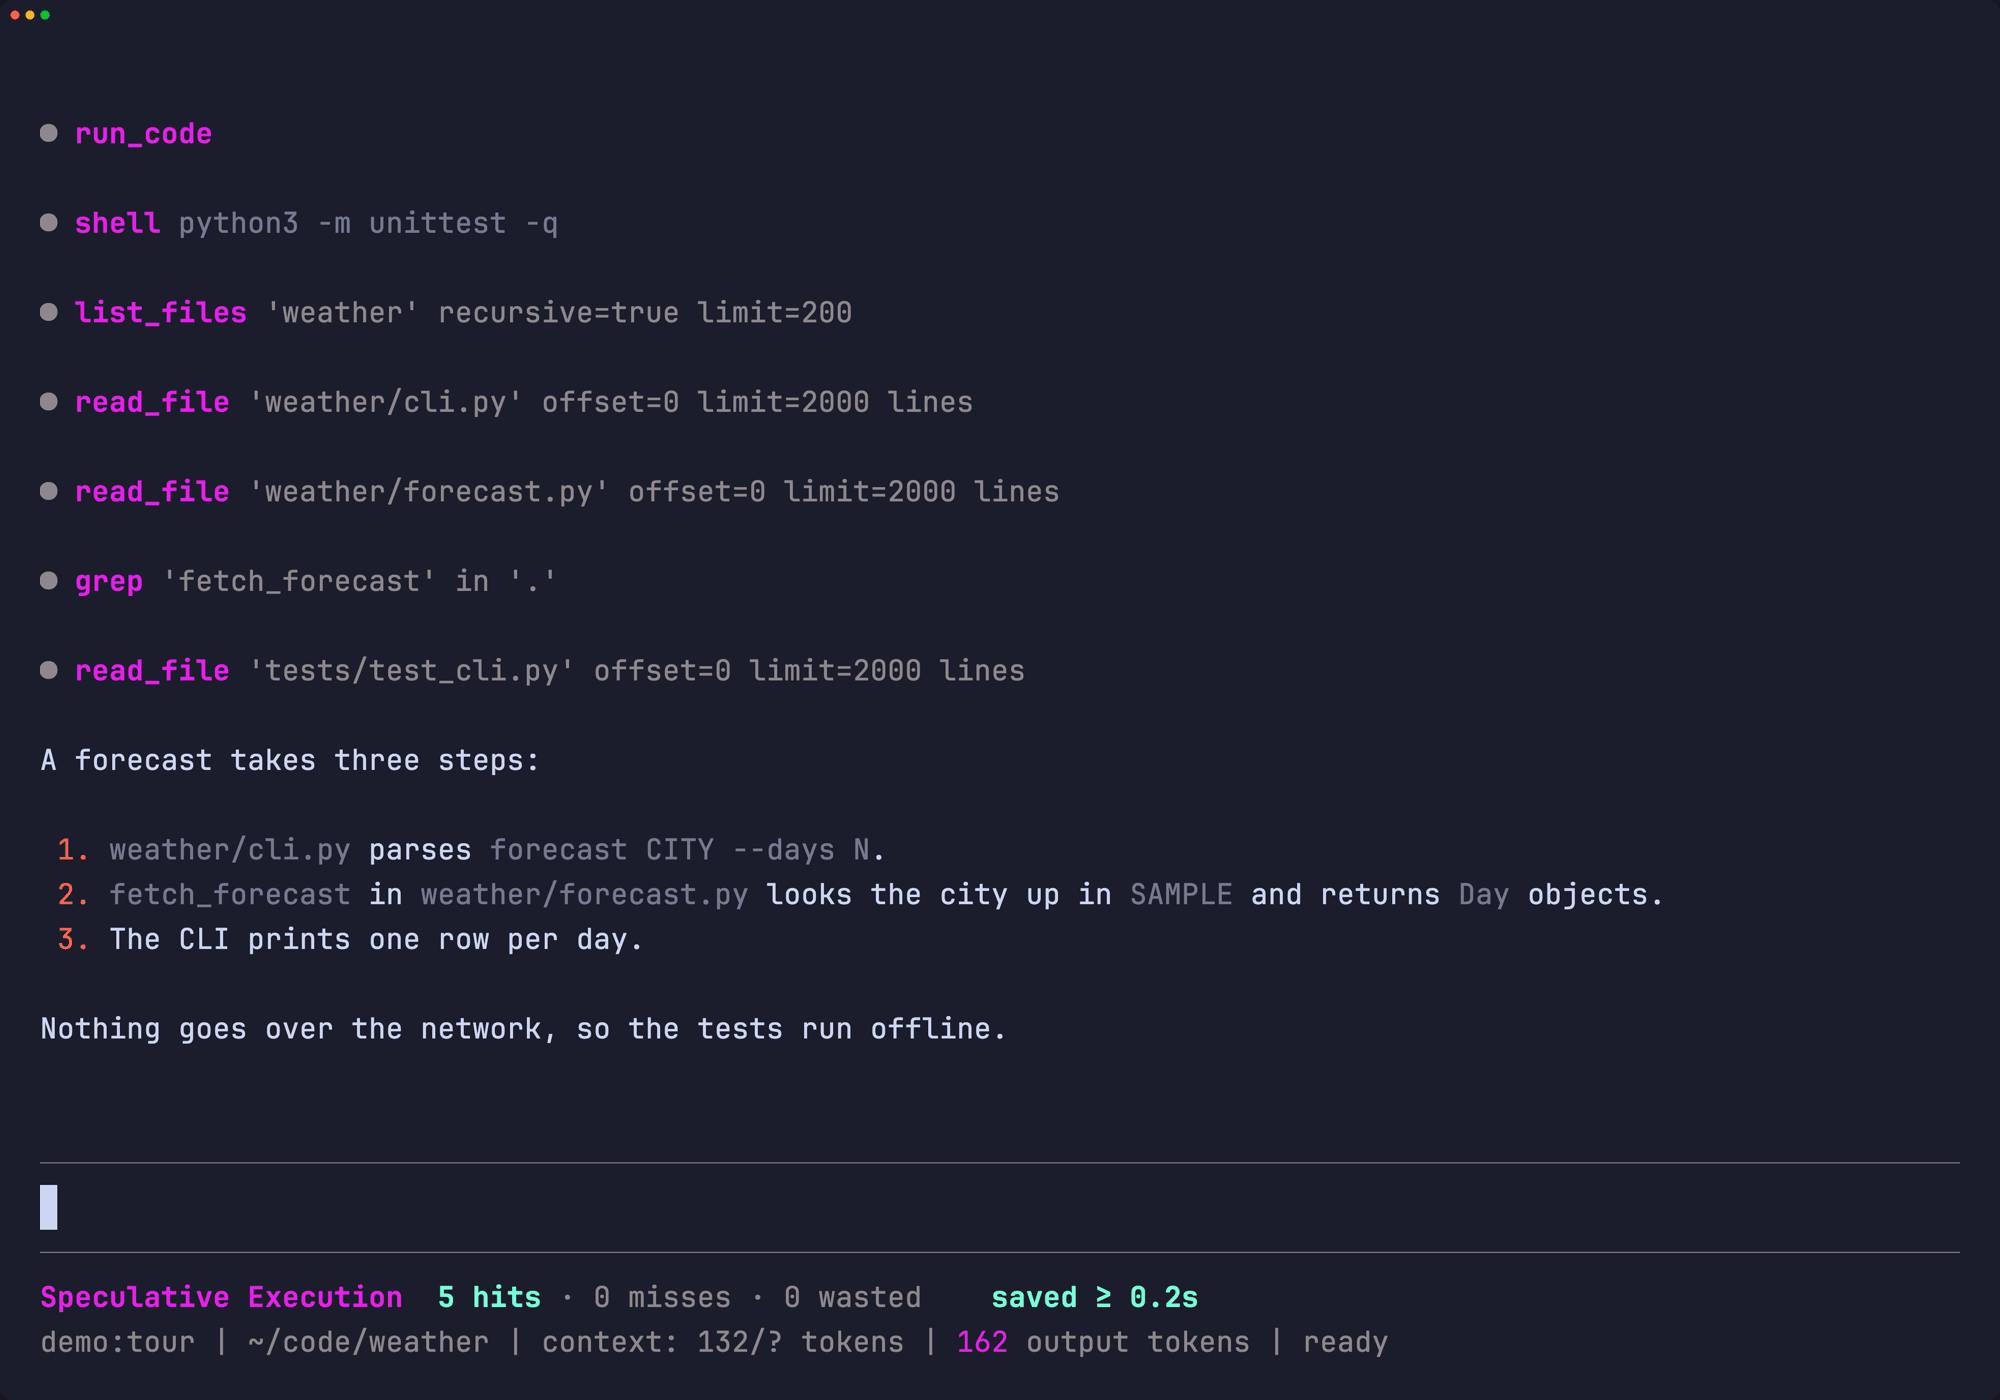 ● run_code
● shell python3 -m unittest -q
● list_files 'weather' recursive=true limit=200
● read_file 'weather/cli.py' offset=0 limit=2000 lines
● read_file 'weather/forecast.py' offset=0 limit=2000 lines
● grep 'fetch_forecast' in '.'
● read_file 'tests/test_cli.py' offset=0 limit=2000 lines
A forecast takes three steps:
1. weather/cli.py parses forecast CITY --days N.
2. fetch_forecast in weather/forecast.py looks the city up in SAMPLE and returns Day objects.
3. The CLI prints one row per day.
Nothing goes over the network, so the tests run offline.
Speculative Execution  5 hits · 0 misses · 0 wasted    saved ≥ 0.2s
demo:tour | ~/code/weather | context: 132/? tokens | 162 output tokens | ready